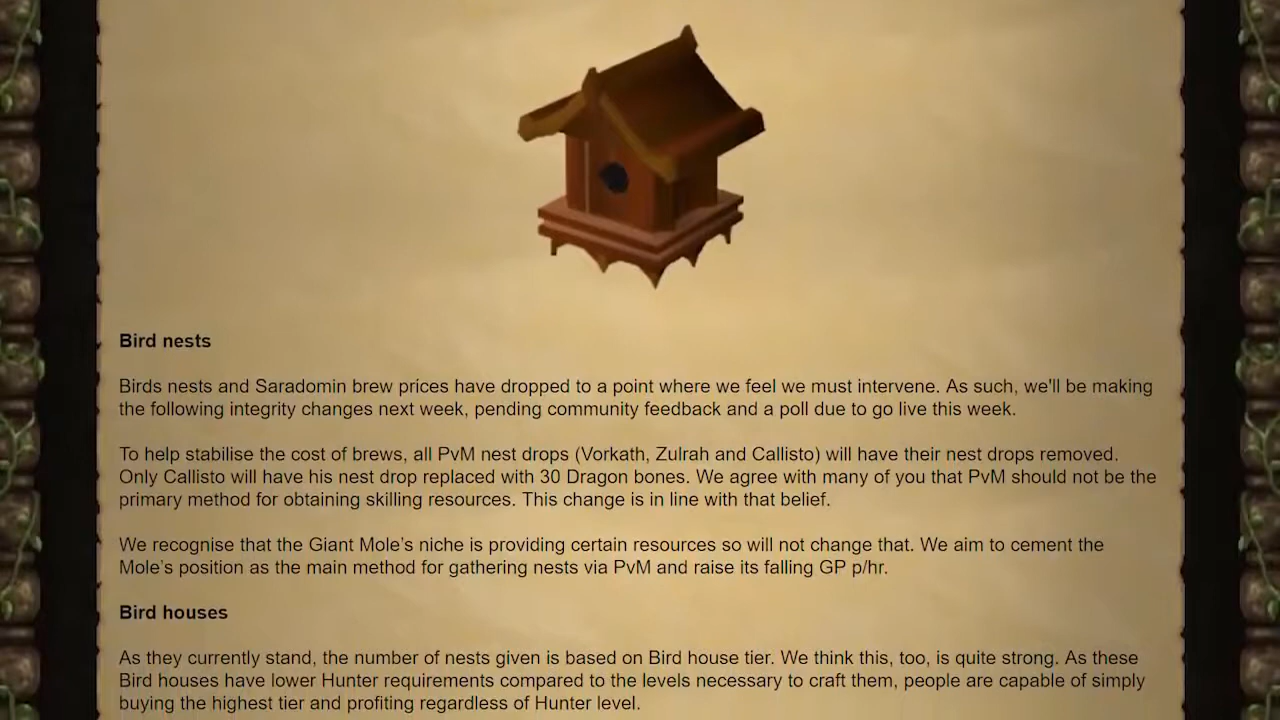 Bird nests
Birds nests and Saradomin brew prices have dropped to a point where we feel we must intervene. As such, we'll be making
the following integrity changes next week, pending community feedback and a poll due to go live this week.
To help stabilise the cost of brews, all PvM nest drops (Vorkath, Zulrah and Callisto) will have their nest drops removed.
Only Callisto will have his nest drop replaced with 30 Dragon bones. We agree with many of you that PvM should not be the
primary method for obtaining skilling resources. This change is in line with that belief.
We recognise that the Giant Mole's niche is providing certain resources so will not change that. We aim to cement the
Mole's position as the main method for gathering nests via PvM and raise its falling GP p/hr.
Bird houses
As they currently stand, the number of nests given is based on Bird house tier. We think this, too, is quite strong. As these
Bird houses have lower Hunter requirements compared to the levels necessary to craft them, people are capable of simply
buying the highest tier and profiting regardless of Hunter level.